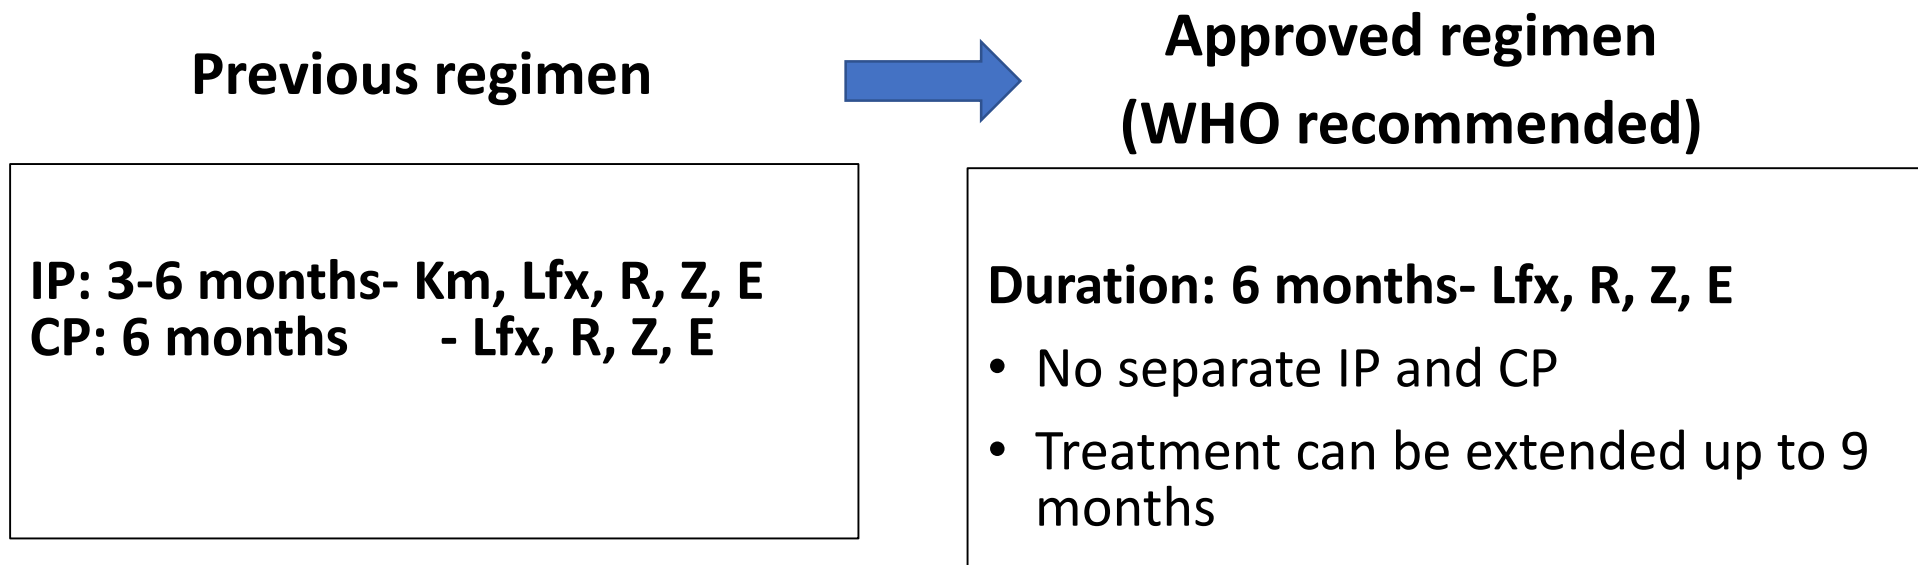 Previous regimen
Approved regimen
(WHO recommended)
IP: 3-6 months- Km, Lfx, R, Z, E
CP: 6 months - Lfx, R, Z, E
Duration: 6 months- Lfx, R, Z, E
• No separate IP and CP
• Treatment can be extended up to 9
months